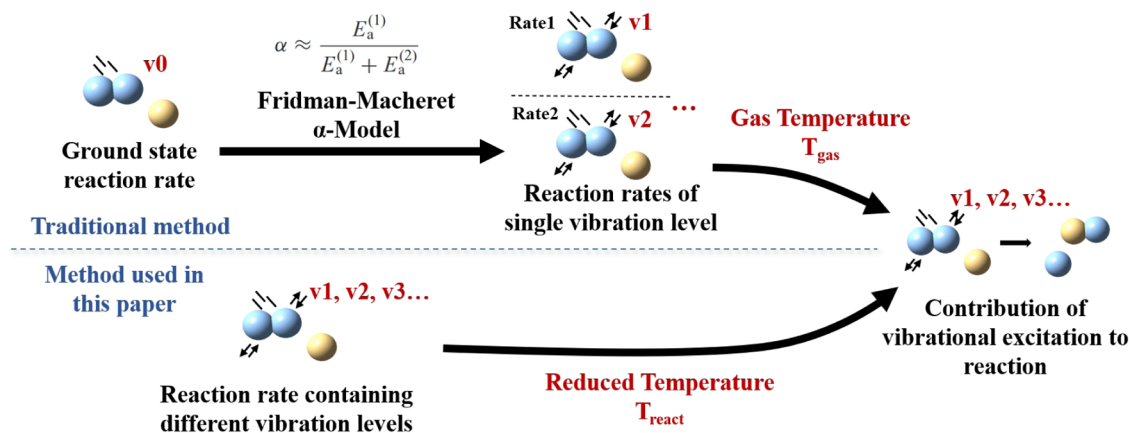 v0
Ground state
reaction rate
Traditional method
α ≈ E_a^(1) / (E_a^(1) + E_a^(2))
Fridman-Macheret
α-Model
Rate1
v1
Rate2
v2
...
Reaction rates of
single vibration level
Gas Temperature
T_gas
Method used in
this paper
v1, v2, v3…
Reaction rate containing
different vibration levels
Reduced Temperature
T_react
v1, v2, v3…
Contribution of
vibrational excitation to
reaction